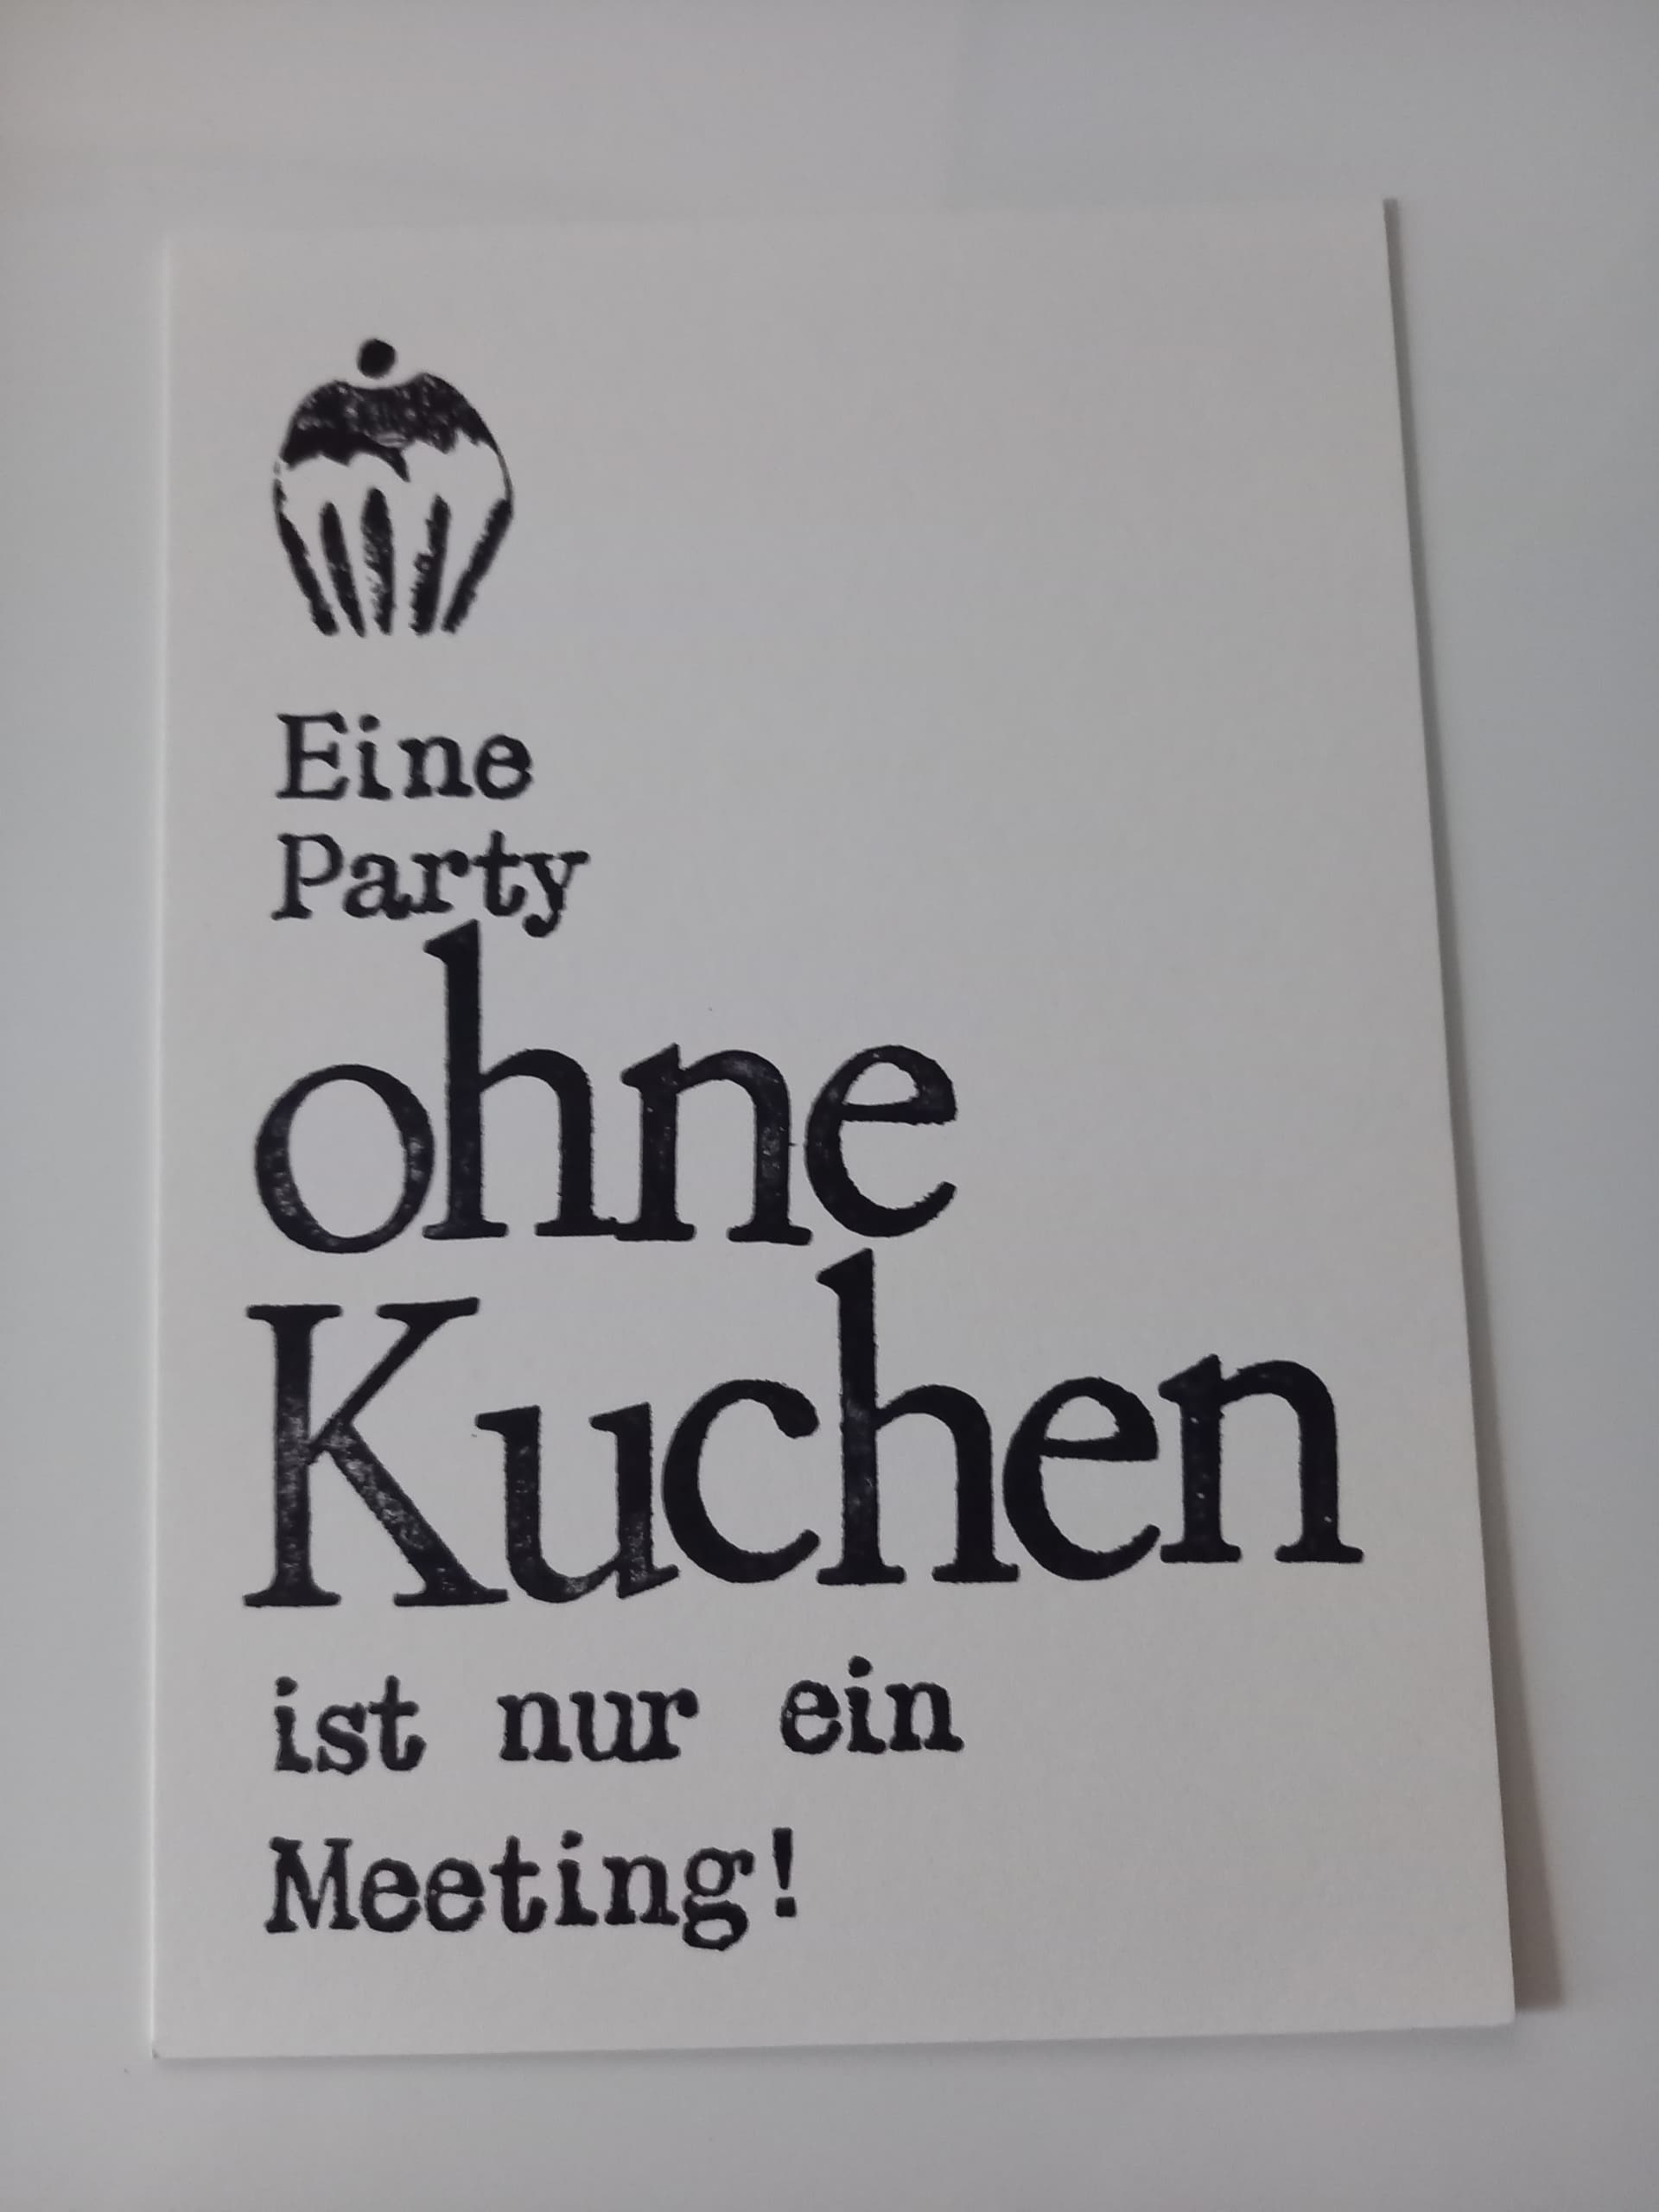 Eine
Party
ohne
Kuchen
ist nur ein
Meeting!